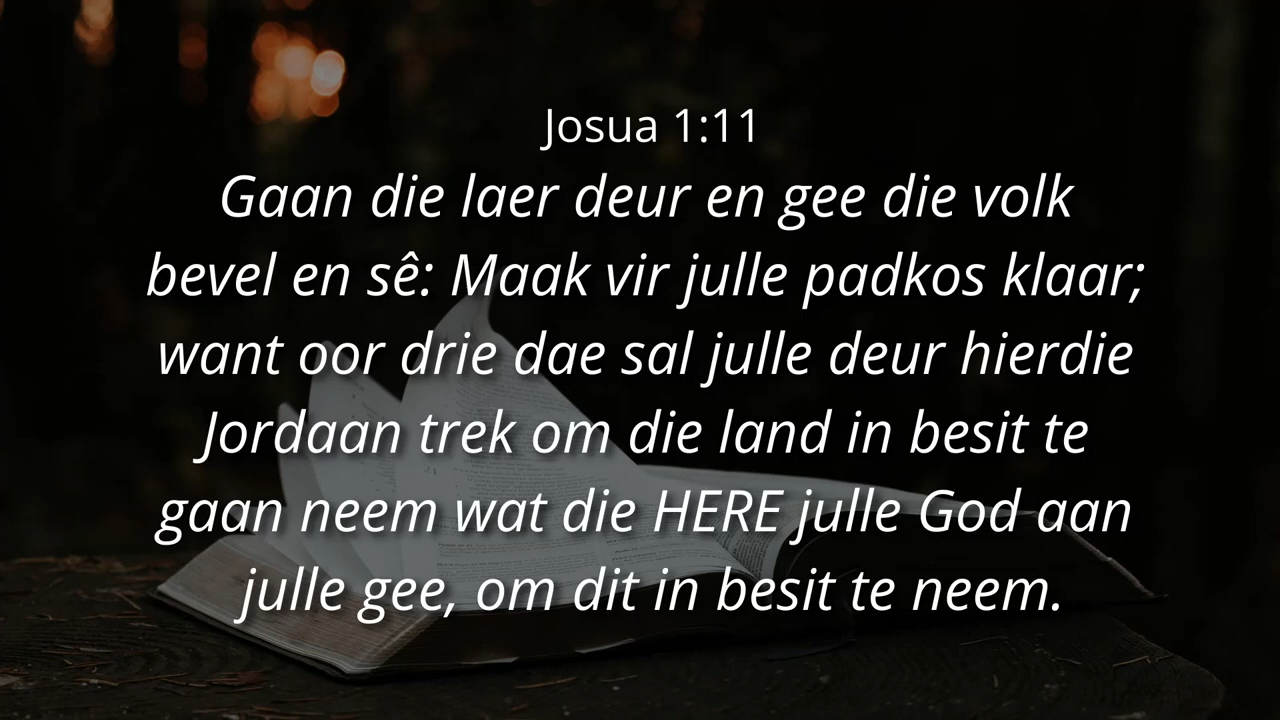 Josua 1:11
Gaan die laer deur en gee die volk
bevel en sê: Maak vir julle padkos klaar;
want oor drie dae sal julle deur hierdie
Jordaan trek om die land in besit te
gaan neem wat die HERE julle God aan
julle gee, om dit in besit te neem.